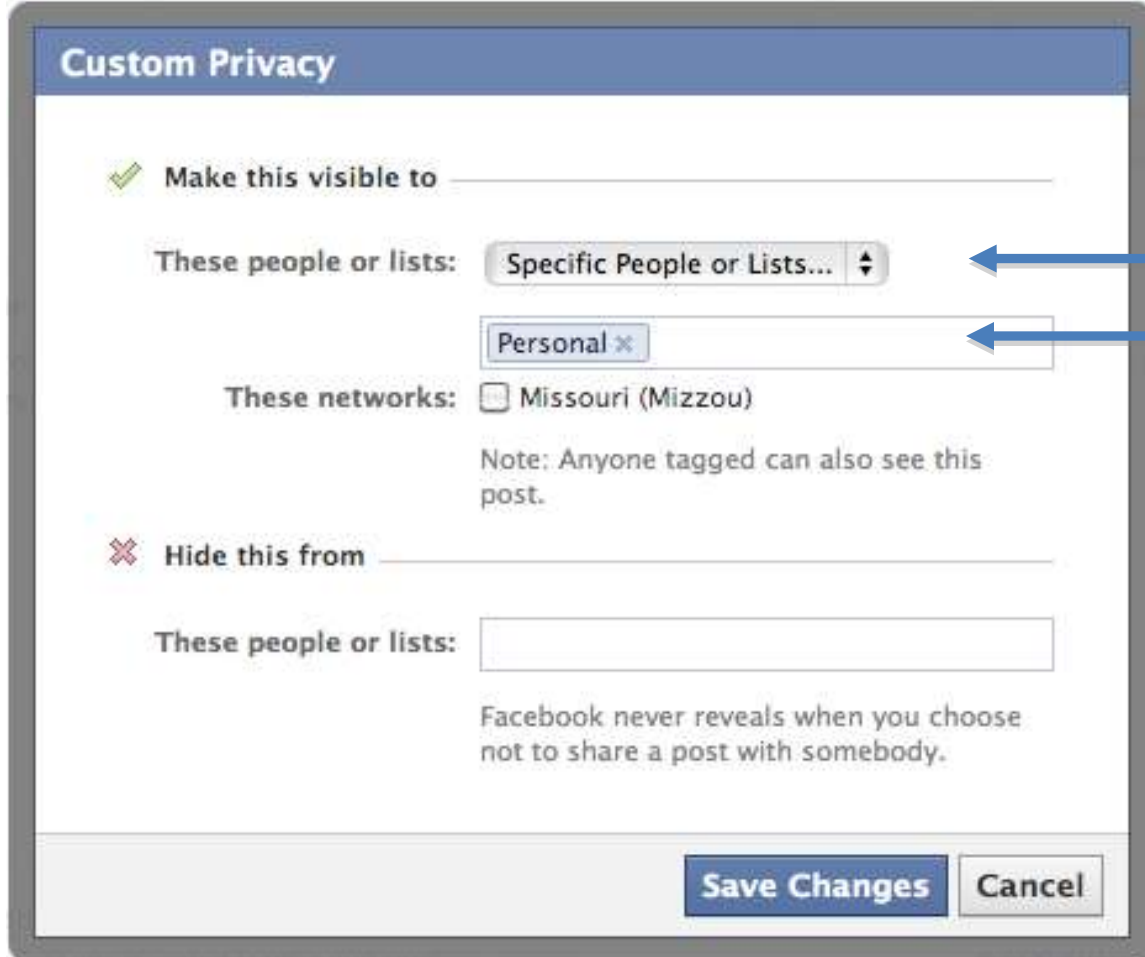 Custom Privacy
Make this visible to
These people or lists: Specific People or Lists...
Personal
These networks: Missouri (Mizzou)
Note: Anyone tagged can also see this
post.
Hide this from
These people or lists:
Facebook never reveals when you choose
not to share a post with somebody.
Save Changes Cancel